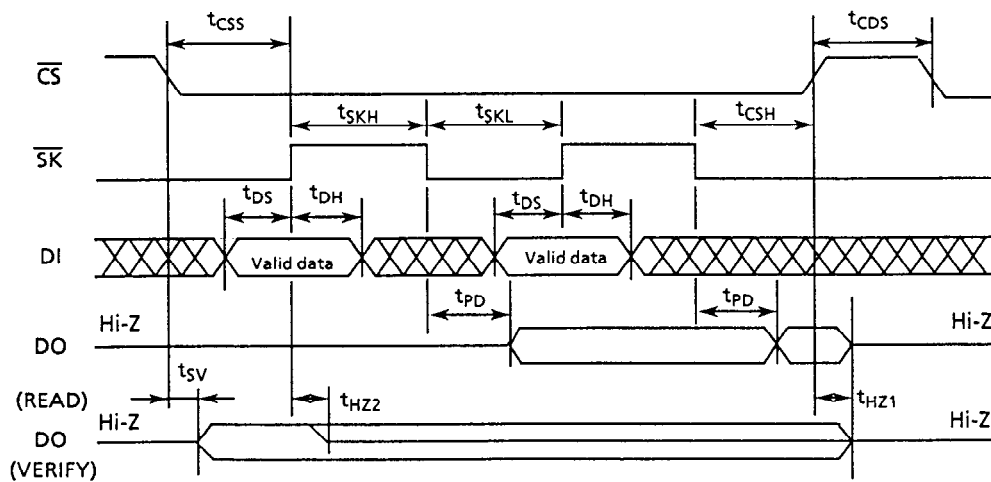 tCSS
tCDS
CS
tSKH
tSKL
tCSH
SK
tDS
tDH
tDS
tDH
DI
Valid data
Valid data
tPD
tPD
Hi-Z
Hi-Z
DO
tSV
(READ)
tHZ2
tHZ1
Hi-Z
Hi-Z
DO
(VERIFY)